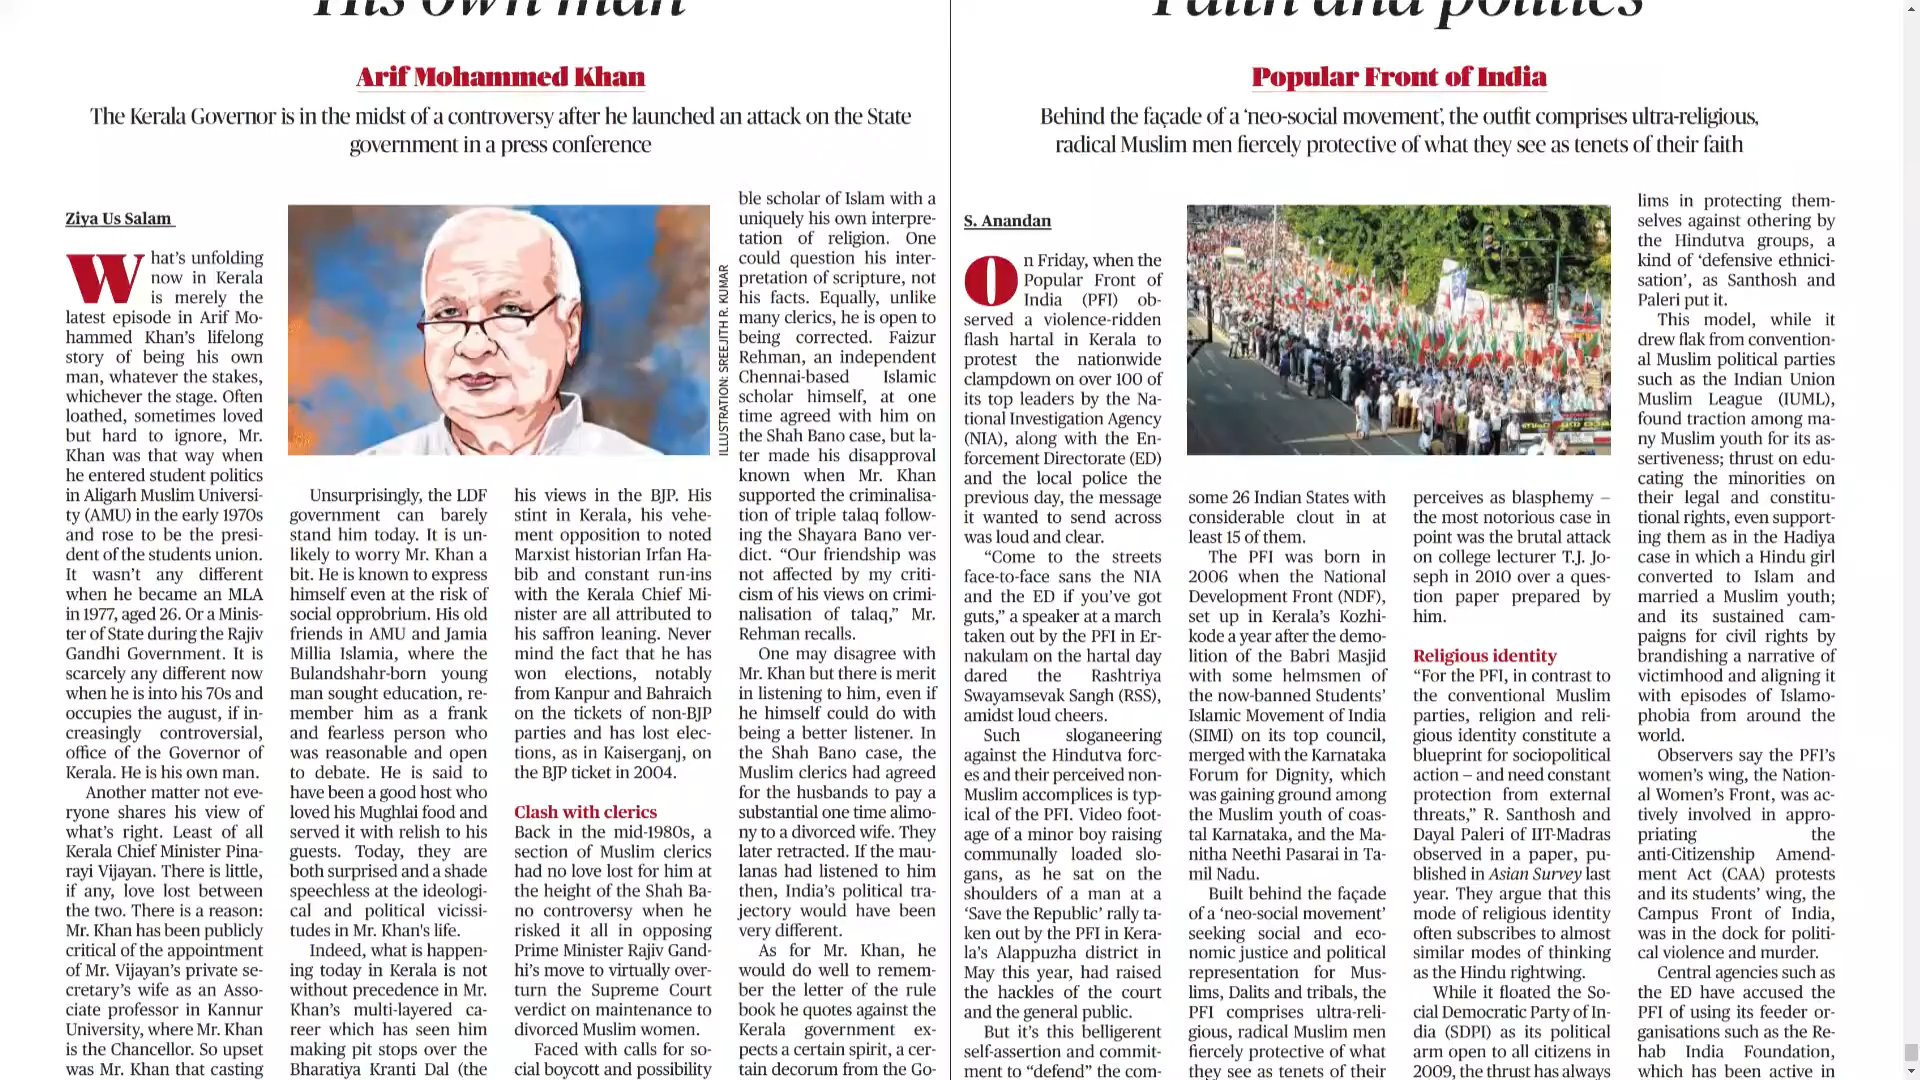 His own man
Arif Mohammed Khan
The Kerala Governor is in the midst of a controversy after he launched an attack on the State
government in a press conference
Ziya Us Salam
What's unfolding
now in Kerala
is merely the
latest episode in Arif Mo-
hammed Khan's lifelong
story of being his own
man, whatever the stakes,
whichever the stage. Often
loathed, sometimes loved
but hard to ignore, Mr.
Khan was that way when
he entered student politics
in Aligarh Muslim Universi-
ty (AMU) in the early 1970s
and rose to be the presi-
dent of the students union.
It wasn't any different
when he became an MLA
in 1977, aged 26. Or a Minis-
ter of State during the Rajiv
Gandhi Government. It is
scarcely any different now
when he is into his 70s and
occupies the august, if in-
creasingly controversial,
office of the Governor of
Kerala. He is his own man.
Another matter not eve-
ryone shares his view of
what's right. Least of all
Kerala Chief Minister Pina-
rayi Vijayan. There is little,
if any, love lost between
the two. There is a reason:
Mr. Khan has been publicly
critical of the appointment
of Mr. Vijayan's private se-
cretary's wife as an Asso-
ciate professor in Kannur
University, where Mr. Khan
is the Chancellor. So upset
was Mr. Khan that casting
ILLUSTRATION: SREEJITH R. KUMAR
Unsurprisingly, the LDF
government can barely
stand him today. It is un-
likely to worry Mr. Khan a
bit. He is known to express
himself even at the risk of
social opprobrium. His old
friends in AMU and Jamia
Millia Islamia, where the
Bulandshahr-born young
man sought education, re-
member him as a frank
and fearless person who
was reasonable and open
to debate. He is said to
have been a good host who
loved his Mughlai food and
served it with relish to his
guests. Today, they are
both surprised and a shade
speechless at the ideologi-
cal and political vicissi-
tudes in Mr. Khan's life.
Indeed, what is happen-
ing today in Kerala is not
without precedence in Mr.
Khan's multi-layered ca-
reer which has seen him
making pit stops over the
Bharatiya Kranti Dal (the
his views in the BJP. His
stint in Kerala, his vehe-
ment opposition to noted
Marxist historian Irfan Ha-
bib and constant run-ins
with the Kerala Chief Mi-
nister are all attributed to
his saffron leaning. Never
mind the fact that he has
won elections, notably
from Kanpur and Bahraich
on the tickets of non-BJP
parties and has lost elec-
tions, as in Kaiserganj, on
the BJP ticket in 2004.
Clash with clerics
Back in the mid-1980s, a
section of Muslim clerics
had no love lost for him at
the height of the Shah Ba-
no controversy when he
risked it all in opposing
Prime Minister Rajiv Gand-
hi's move to virtually over-
turn the Supreme Court
verdict on maintenance to
divorced Muslim women.
Faced with calls for so-
cial boycott and possibility
ble scholar of Islam with a
uniquely his own interpre-
tation of religion. One
could question his inter-
pretation of scripture, not
his facts. Equally, unlike
many clerics, he is open to
being corrected. Faizur
Rehman, an independent
Chennai-based Islamic
scholar himself, at one
time agreed with him on
the Shah Bano case, but la-
ter made his disapproval
known when Mr. Khan
supported the criminalisa-
tion of triple talaq follow-
ing the Shayara Bano ver-
dict. “Our friendship was
not affected by my criti-
cism of his views on crimi-
nalisation of talaq,” Mr.
Rehman recalls.
One may disagree with
Mr. Khan but there is merit
in listening to him, even if
he himself could do with
being a better listener. In
the Shah Bano case, the
Muslim clerics had agreed
for the husbands to pay a
substantial one time alimo-
ny to a divorced wife. They
later retracted. If the mau-
lanas had listened to him
then, India's political tra-
jectory would have been
very different.
As for Mr. Khan, he
would do well to remem-
ber the letter of the rule
book he quotes against the
Kerala government ex-
pects a certain spirit, a cer-
tain decorum from the Go-
Faith and politics
Popular Front of India
Behind the façade of a ‘neo-social movement’, the outfit comprises ultra-religious,
radical Muslim men fiercely protective of what they see as tenets of their faith
S. Anandan
On Friday, when the
Popular Front of
India (PFI) ob-
served a violence-ridden
flash hartal in Kerala to
protest the nationwide
clampdown on over 100 of
its top leaders by the Na-
tional Investigation Agency
(NIA), along with the En-
forcement Directorate (ED)
and the local police the
previous day, the message
it wanted to send across
was loud and clear.
“Come to the streets
face-to-face sans the NIA
and the ED if you've got
guts,” a speaker at a march
taken out by the PFI in Er-
nakulam on the hartal day
dared the Rashtriya
Swayamsevak Sangh (RSS),
amidst loud cheers.
Such sloganeering
against the Hindutva forc-
es and their perceived non-
Muslim accomplices is typ-
ical of the PFI. Video foot-
age of a minor boy raising
communally loaded slo-
gans, as he sat on the
shoulders of a man at a
‘Save the Republic’ rally ta-
ken out by the PFI in Kera-
la's Alappuzha district in
May this year, had raised
the hackles of the court
and the general public.
But it's this belligerent
self-assertion and commit-
ment to “defend” the com-
some 26 Indian States with
considerable clout in at
least 15 of them.
The PFI was born in
2006 when the National
Development Front (NDF),
set up in Kerala's Kozhi-
kode a year after the demo-
lition of the Babri Masjid
with some helmsmen of
the now-banned Students'
Islamic Movement of India
(SIMI) on its top council,
merged with the Karnataka
Forum for Dignity, which
was gaining ground among
the Muslim youth of coas-
tal Karnataka, and the Ma-
nitha Neethi Pasarai in Ta-
mil Nadu.
Built behind the façade
of a ‘neo-social movement’
seeking social and eco-
nomic justice and political
representation for Mus-
lims, Dalits and tribals, the
PFI comprises ultra-reli-
gious, radical Muslim men
fiercely protective of what
they see as tenets of their
perceives as blasphemy –
the most notorious case in
point was the brutal attack
on college lecturer T.J. Jo-
seph in 2010 over a ques-
tion paper prepared by
him.
Religious identity
“For the PFI, in contrast to
the conventional Muslim
parties, religion and reli-
gious identity constitute a
blueprint for sociopolitical
action – and need constant
protection from external
threats,” R. Santhosh and
Dayal Paleri of IIT-Madras
observed in a paper, pu-
blished in Asian Survey last
year. They argue that this
mode of religious identity
often subscribes to almost
similar modes of thinking
as the Hindu rightwing.
While it floated the So-
cial Democratic Party of In-
dia (SDPI) as its political
arm open to all citizens in
2009, the thrust has always
lims in protecting them-
selves against othering by
the Hindutva groups, a
kind of ‘defensive ethnici-
sation’, as Santhosh and
Paleri put it.
This model, while it
drew flak from convention-
al Muslim political parties
such as the Indian Union
Muslim League (IUML),
found traction among ma-
ny Muslim youth for its as-
sertiveness; thrust on edu-
cating the minorities on
their legal and constitu-
tional rights, even support-
ing them as in the Hadiya
case in which a Hindu girl
converted to Islam and
married a Muslim youth;
and its sustained cam-
paigns for civil rights by
brandishing a narrative of
victimhood and aligning it
with episodes of Islamo-
phobia from around the
world.
Observers say the PFI's
women's wing, the Nation-
al Women's Front, was ac-
tively involved in appro-
priating the
anti-Citizenship Amend-
ment Act (CAA) protests
and its students' wing, the
Campus Front of India,
was in the dock for politi-
cal violence and murder.
Central agencies such as
the ED have accused the
PFI of using its feeder or-
ganisations such as the Re-
hab India Foundation,
which has been active in